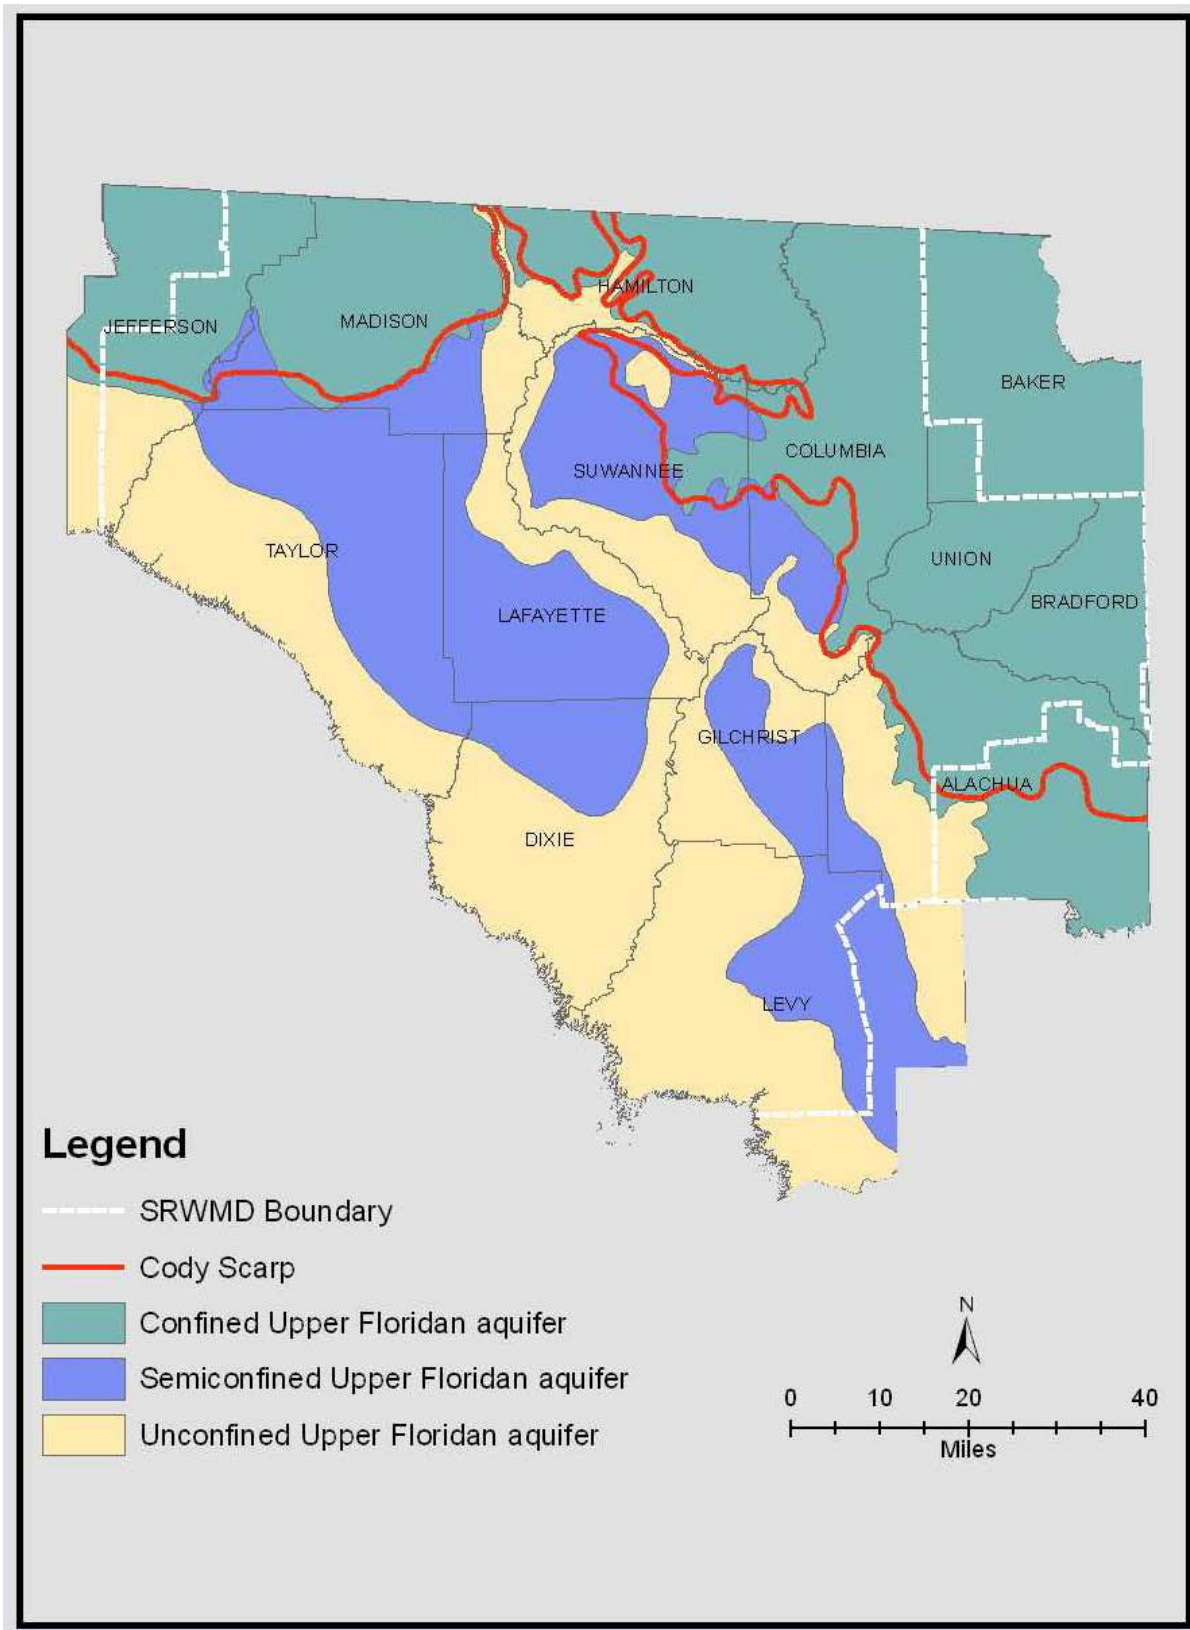 HAMILTON
JEFFERSON
MADISON
BAKER
COLUMBIA
SUWANNEE
TAYLOR
UNION
BRADFORD
LAFAYETTE
GILCHRIST
ALACHUA
DIXIE
LEVY
Legend
SRWMD Boundary
Cody Scarp
Confined Upper Floridan aquifer
Semiconfined Upper Floridan aquifer
Unconfined Upper Floridan aquifer
N
0 10 20 40
Miles